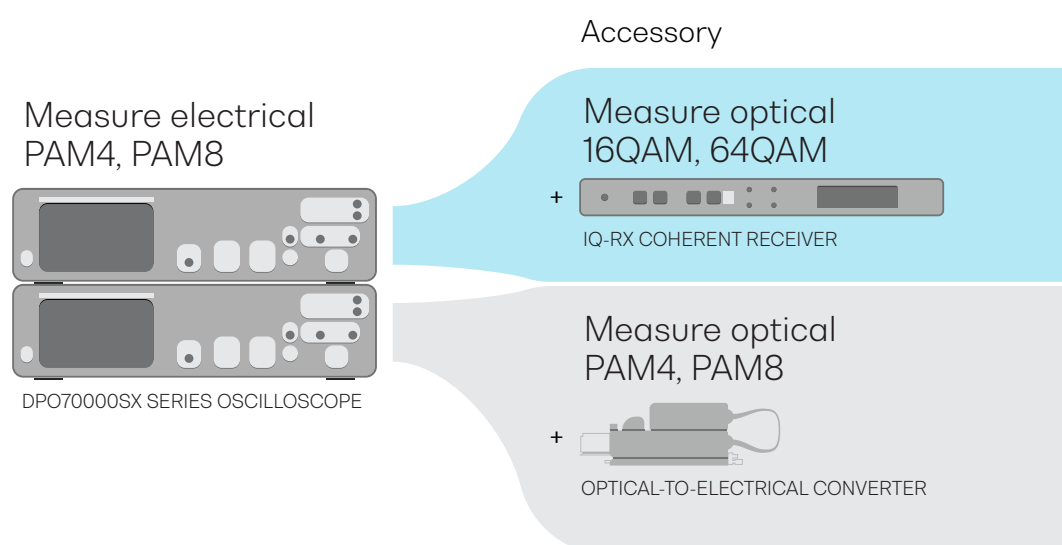 Accessory
Measure electrical
PAM4, PAM8
DPO70000SX SERIES OSCILLOSCOPE
Measure optical
16QAM, 64QAM
+
IQ-RX COHERENT RECEIVER
Measure optical
PAM4, PAM8
+
OPTICAL-TO-ELECTRICAL CONVERTER